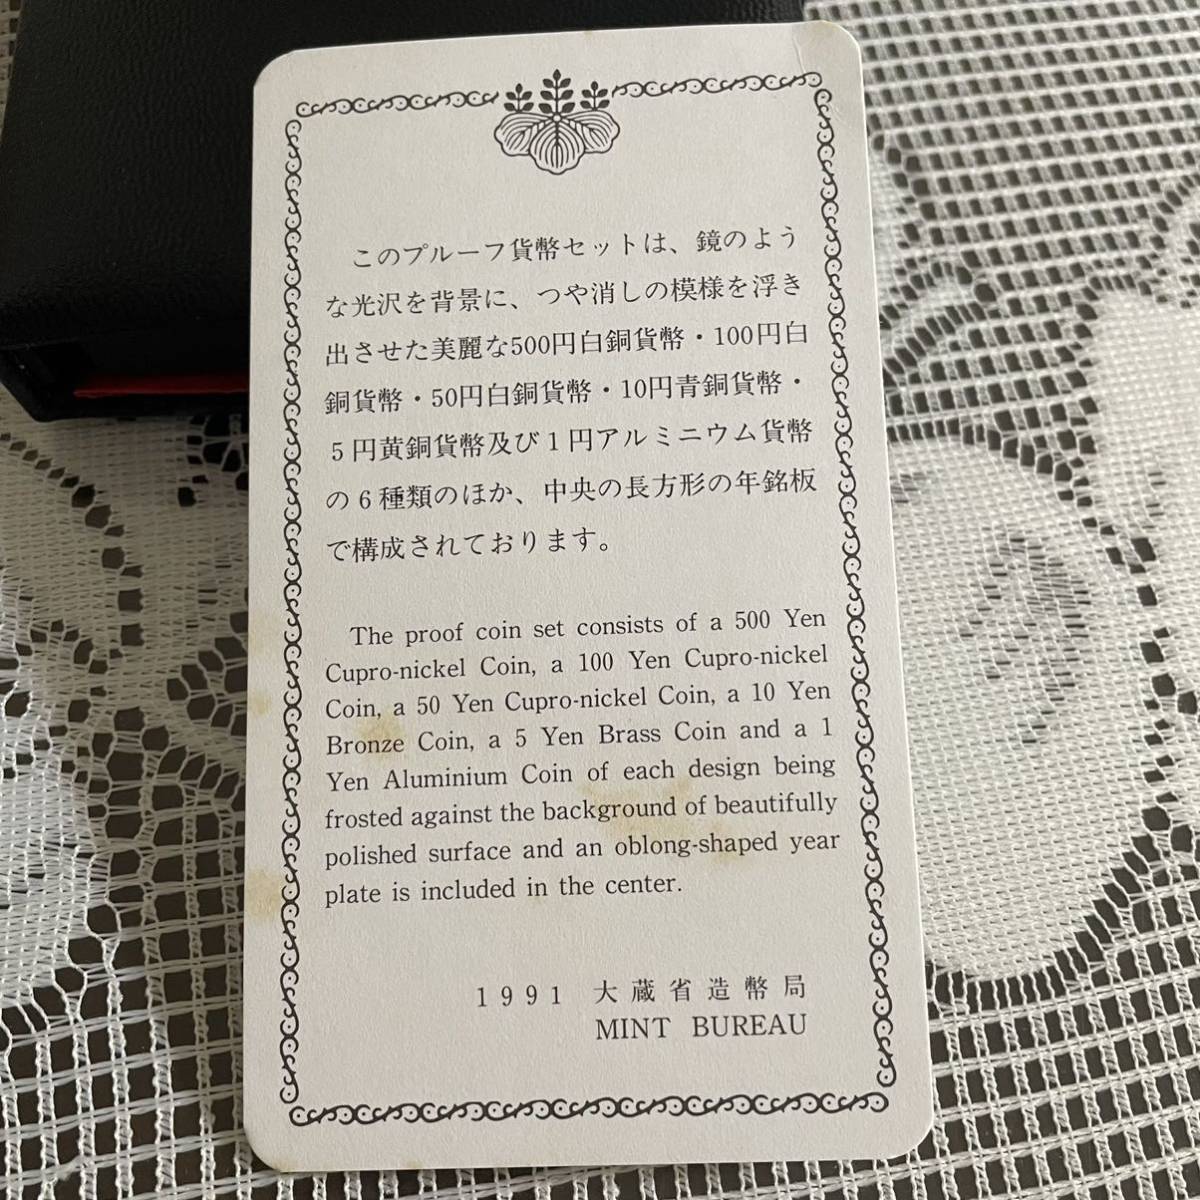 このプルーフ貨幣セットは、鏡のよう
な光沢を背景に、つや消しの模様を浮き
出させた美麗な500円白銅貨幣・100円白
銅貨幣・50円白銅貨幣・10円青銅貨幣・
5円黄銅貨幣及び1円アルミニウム貨幣
の6種類のほか、中央の長方形の年銘板
で構成されております。
The proof coin set consists of a 500 Yen
Cupro-nickel Coin, a 100 Yen Cupro-nickel
Coin, a 50 Yen Cupro-nickel Coin, a 10 Yen
Bronze Coin, a 5 Yen Brass Coin and a 1
Yen Aluminium Coin of each design being
frosted against the background of beautifully
polished surface and an oblong-shaped year
plate is included in the center.
1991 大蔵省造幣局
MINT BUREAU